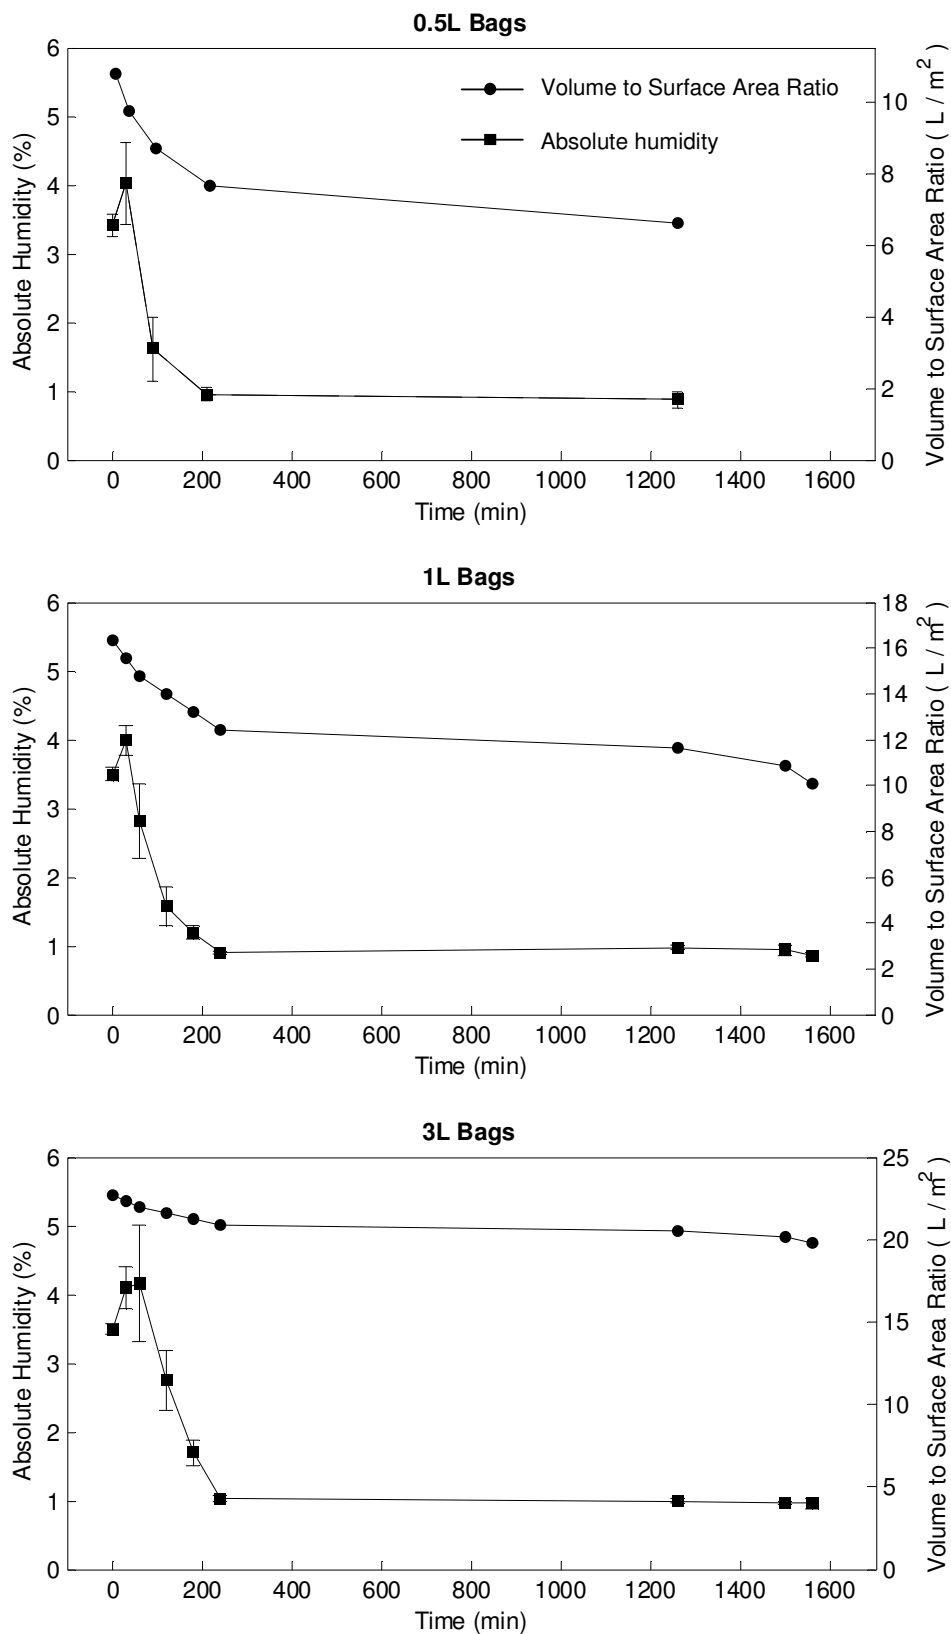 0.5L Bags
Absolute Humidity (%)
6
5
4
3
2
1
0
Volume to Surface Area Ratio
Absolute humidity
10
8
6
4
2
0
Volume to Surface Area Ratio ( L / m²)
0 200 400 600 800 1000 1200 1400 1600
Time (min)
1L Bags
Absolute Humidity (%)
6
5
4
3
2
1
0
18
16
14
12
10
8
6
4
2
0
Volume to Surface Area Ratio ( L / m²)
0 200 400 600 800 1000 1200 1400 1600
Time (min)
3L Bags
Absolute Humidity (%)
6
5
4
3
2
1
0
25
20
15
10
5
0
Volume to Surface Area Ratio ( L / m²)
0 200 400 600 800 1000 1200 1400 1600
Time (min)